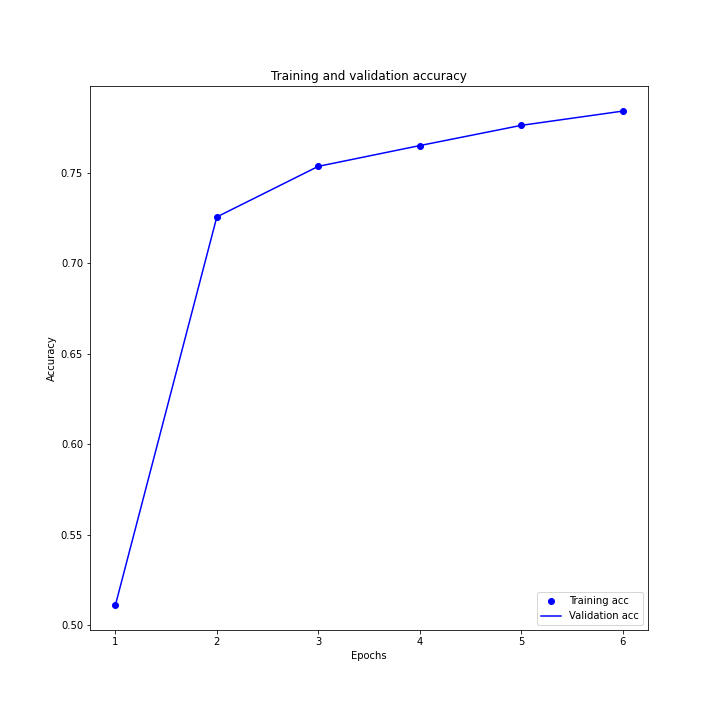 Training and validation accuracy
0.75
0.70
0.65
0.60
0.55
0.50
Accuracy
1 2 3 4 5 6
Epochs
Training acc
Validation acc